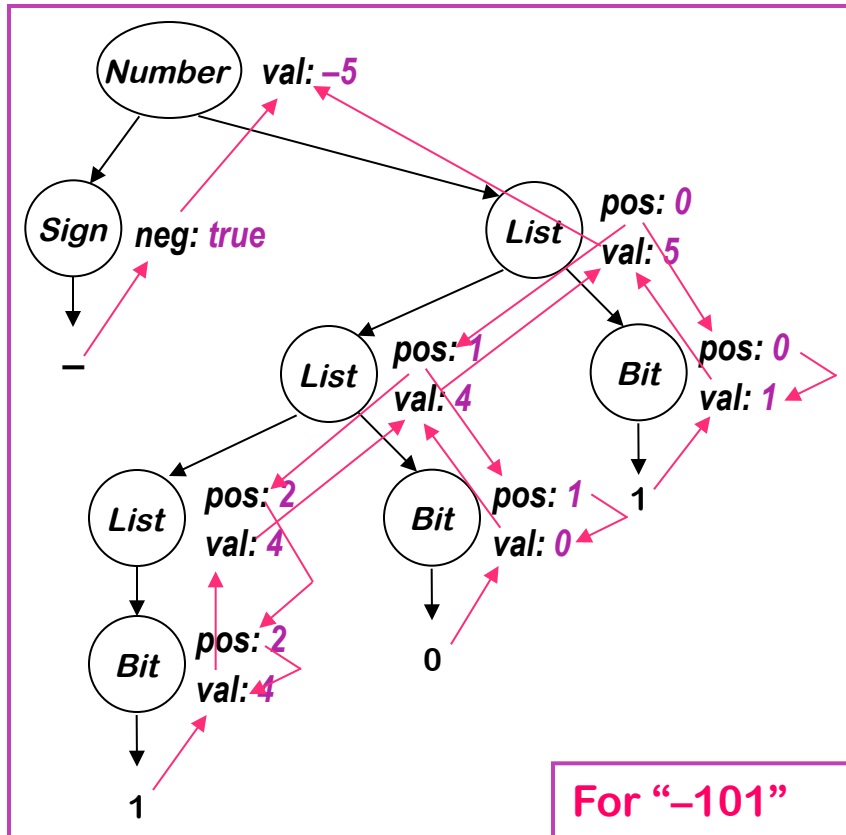 Number val: –5
Sign neg: true
List pos: 0
val: 5
–
List pos: 1
val: 4
Bit pos: 0
val: 1
List pos: 2
val: 4
Bit pos: 1
val: 0
1
Bit pos: 2
val: 4
0
1
For “–101”